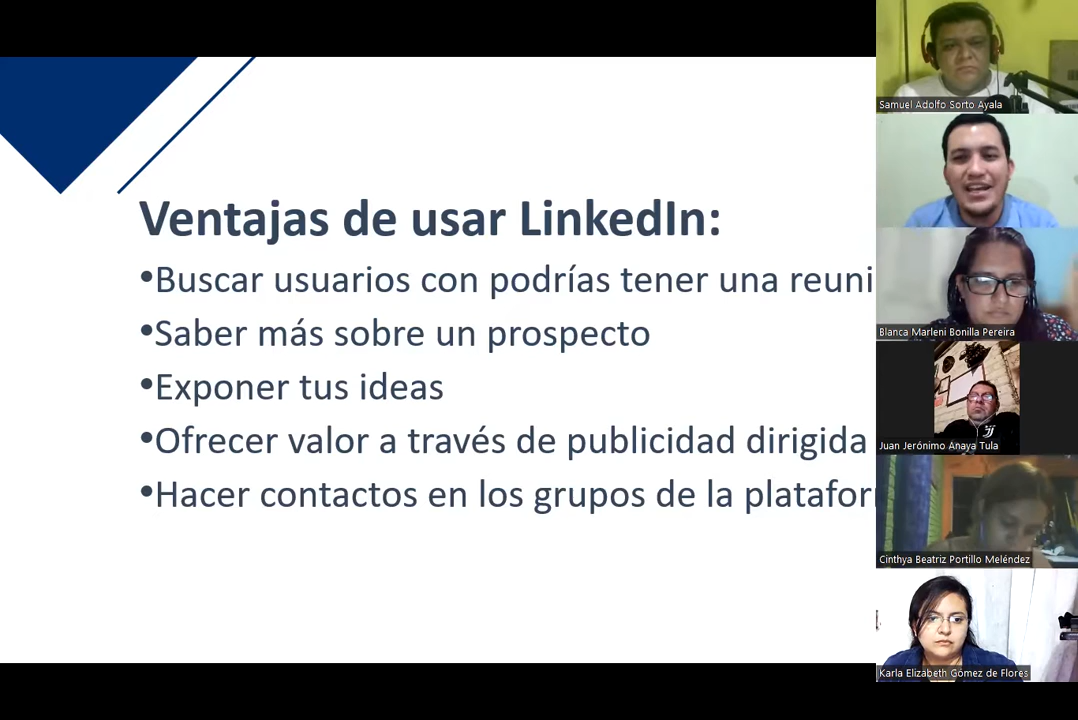 Ventajas de usar LinkedIn:
•Buscar usuarios con podrías tener una reuni
•Saber más sobre un prospecto
•Exponer tus ideas
•Ofrecer valor a través de publicidad dirigida
•Hacer contactos en los grupos de la platafor
Samuel Adolfo Sorto Ayala
Blanca Marleni Bonilla Pereira
Juan Jerónimo Anaya Tula
Cinthya Beatriz Portillo Meléndez
Karla Elizabeth Gómez de Flores